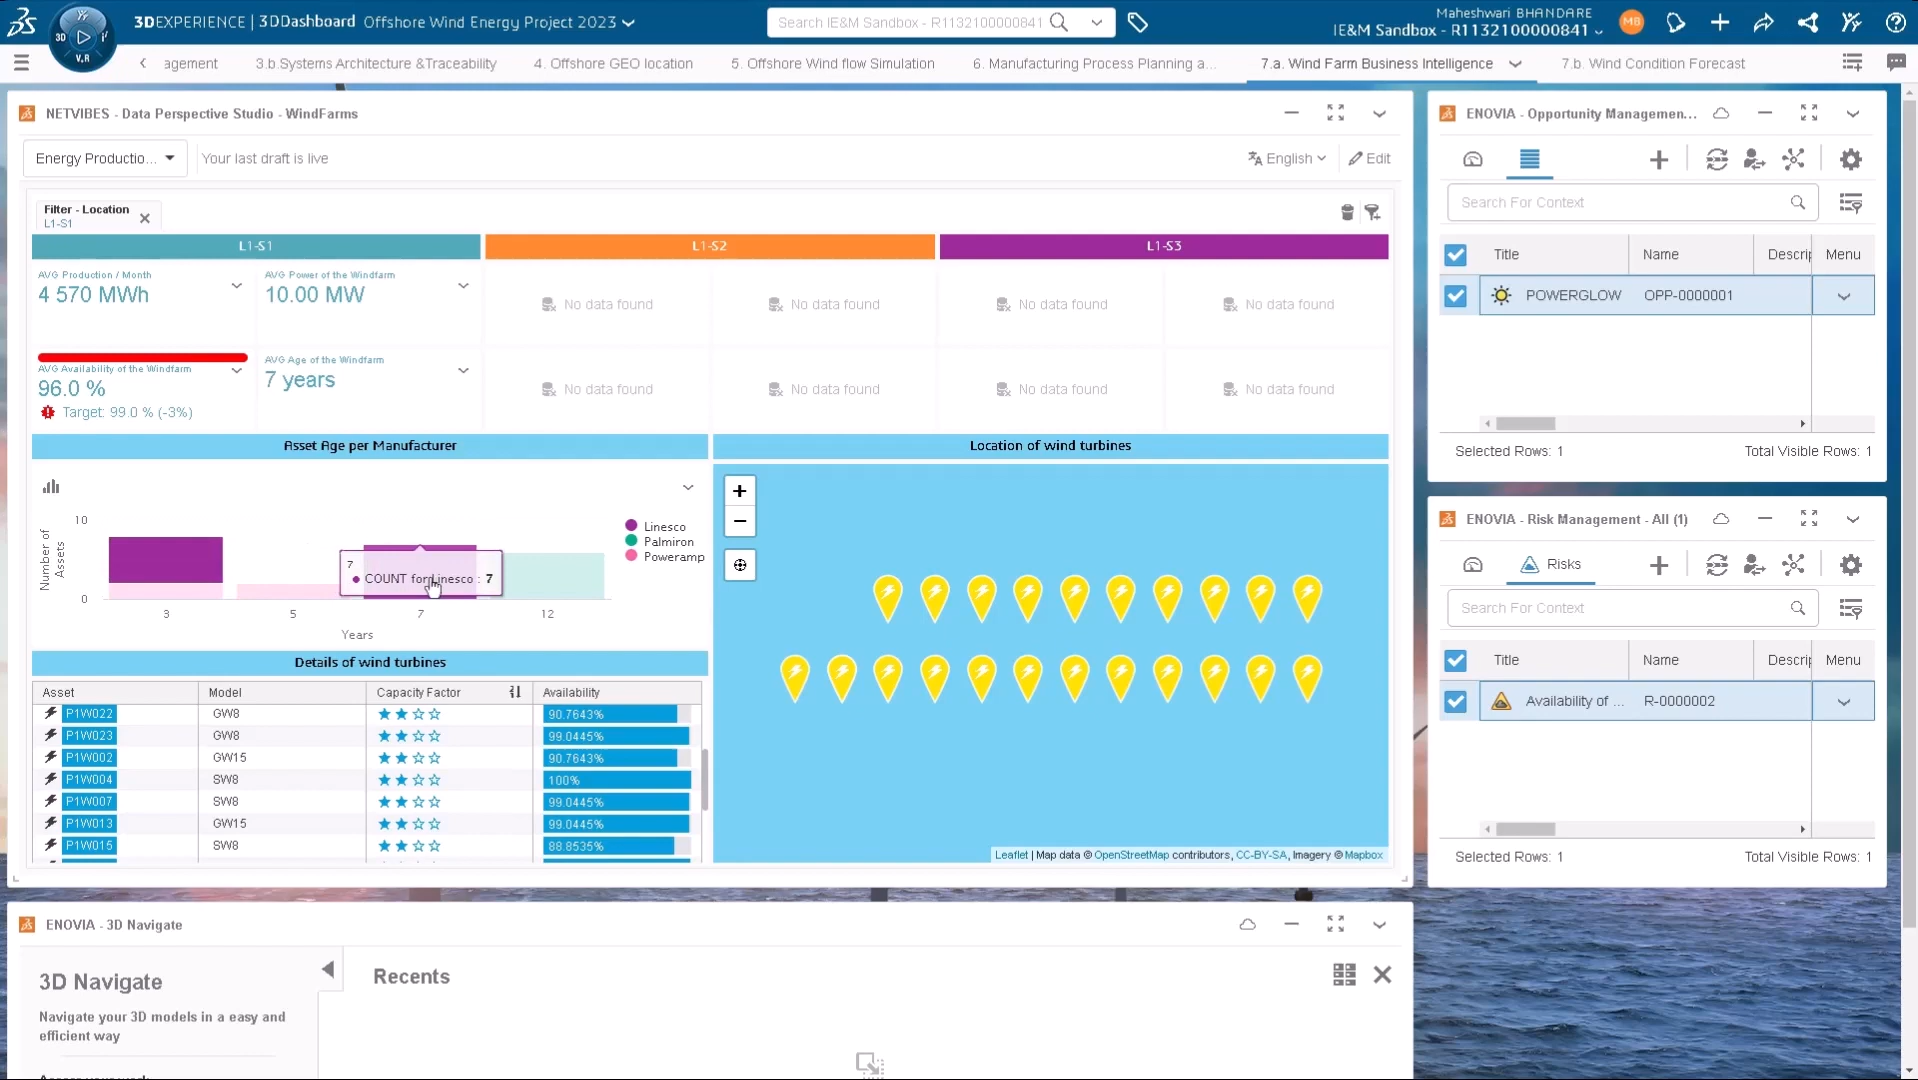 3DEXPERIENCE | 3DDashboard Offshore Wind Energy Project 2023
Search IE&M Sandbox - R1132100000841
Maheshwari BHANDARE
IE&M Sandbox - R1132100000841
MB
3D
V.R
agement
3.b.Systems Architecture &Traceability
4. Offshore GEO location
5. Offshore Wind flow Simulation
6. Manufacturing Process Planning a...
7.a. Wind Farm Business Intelligence
7.b. Wind Condition Forecast
NETVIBES - Data Perspective Studio - WindFarms
Energy Productio...
Your last draft is live
English
Edit
Filter - Location
L1-S1
L1-S1
L1-S2
L1-S3
AVG Production / Month
4 570 MWh
AVG Power of the Windfarm
10.00 MW
No data found
No data found
No data found
No data found
AVG Availability of the Windfarm
96.0 %
Target: 99.0 % (-3%)
AVG Age of the Windfarm
7 years
No data found
No data found
No data found
No data found
Asset Age per Manufacturer
Number of Assets
10
0
3
5
7
12
Years
7
COUNT for Linesco : 7
Linesco
Palmiron
Poweramp
Details of wind turbines
Asset Model Capacity Factor Availability
P1W022 GW8 90.7643%
P1W023 GW8 99.0445%
P1W002 GW15 90.7643%
P1W004 SW8 100%
P1W007 SW8 99.0445%
P1W013 GW15 99.0445%
P1W015 SW8 88.8535%
Location of wind turbines
+
−
Leaflet | Map data © OpenStreetMap contributors, CC-BY-SA, Imagery © Mapbox
ENOVIA - Opportunity Managemen...
Search For Context
Title Name Descrip Menu
POWERGLOW OPP-0000001
Selected Rows: 1
Total Visible Rows: 1
ENOVIA - Risk Management - All (1)
Risks
Search For Context
Title Name Descrip Menu
Availability of ... R-0000002
Selected Rows: 1
Total Visible Rows: 1
ENOVIA - 3D Navigate
3D Navigate
Navigate your 3D models in a easy and
efficient way
Recents